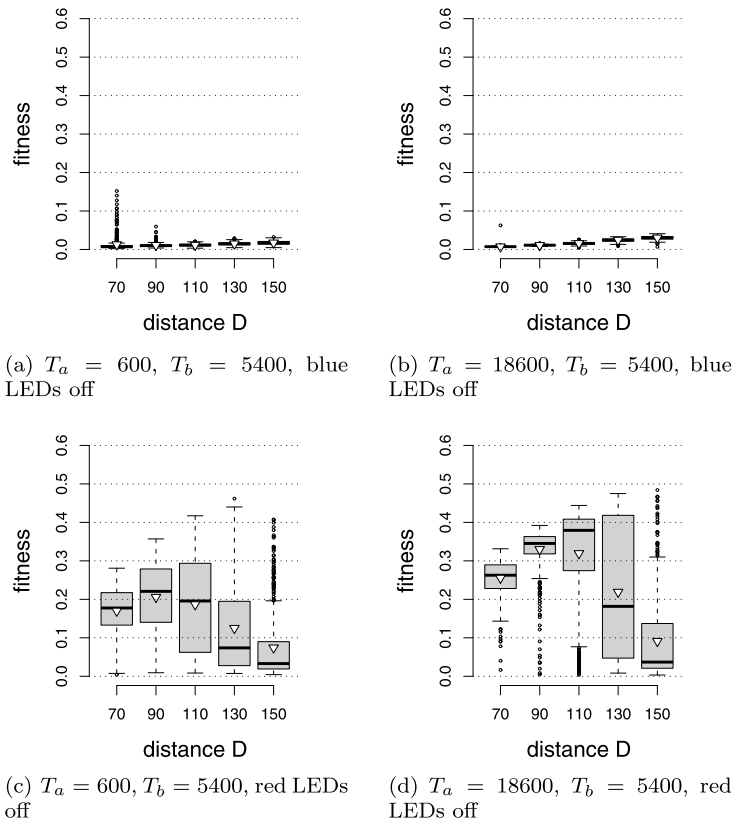 0.6
0.5
0.4
0.3
0.2
0.1
0.0
fitness
70 90 110 130 150
distance D
(a) Ta = 600, Tb = 5400, blue
LEDs off
0.6
0.5
0.4
0.3
0.2
0.1
0.0
fitness
70 90 110 130 150
distance D
(b) Ta = 18600, Tb = 5400, blue
LEDs off
0.6
0.5
0.4
0.3
0.2
0.1
0.0
fitness
70 90 110 130 150
distance D
(c) Ta = 600, Tb = 5400, red LEDs
off
0.6
0.5
0.4
0.3
0.2
0.1
0.0
fitness
70 90 110 130 150
distance D
(d) Ta = 18600, Tb = 5400, red
LEDs off